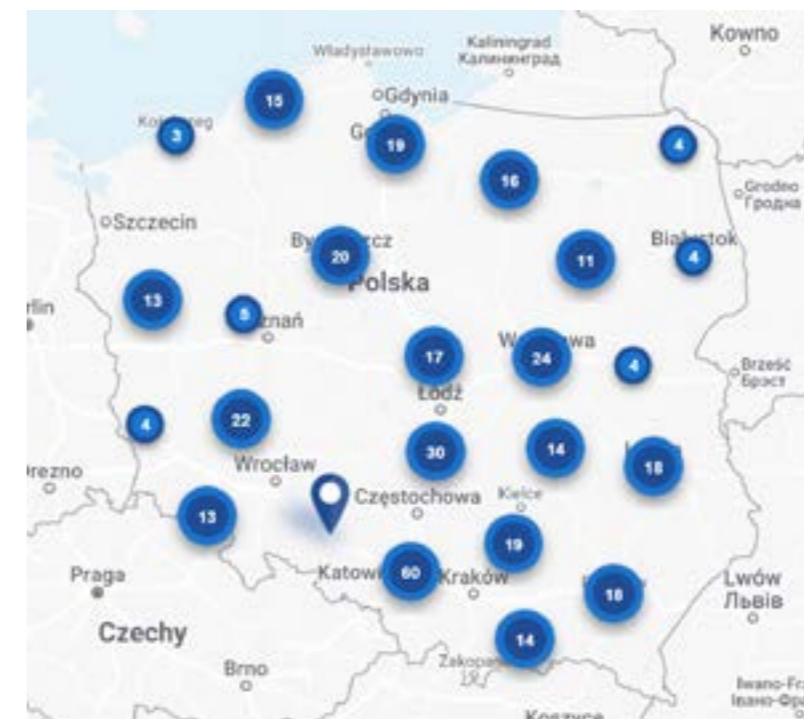 Kowno
Władysławowo
Kaliningrad
Калининград
15
Gdynia
3
19
4
16
Grodno
Гродна
Szczecin
20
11
4
Polska
13
5
17
24
4
Brześć
Брэст
Łódź
4
22
30
14
18
Wrocław
Częstochowa
Kielce
13
19
Praga
60
Kraków
18
Lwów
Львів
Czechy
14
Brno